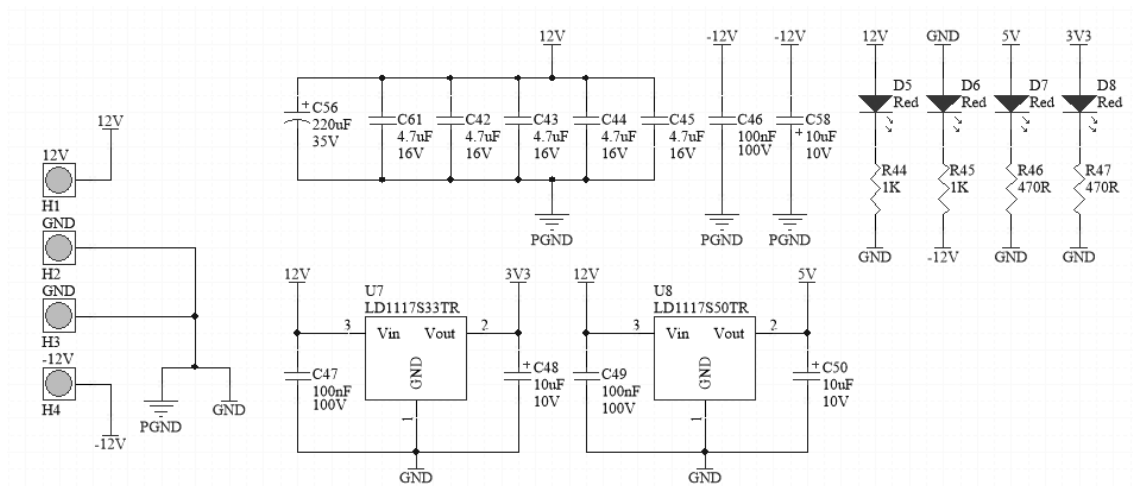 12V
12V
H1
GND
H2
GND
H3
-12V
H4
-12V
PGND
GND
12V
C56
220uF
35V
C61
4.7uF
16V
C42
4.7uF
16V
C43
4.7uF
16V
C44
4.7uF
16V
C45
4.7uF
16V
PGND
-12V
C46
100nF
100V
PGND
-12V
C58
10uF
10V
PGND
12V
D5
Red
R44
1K
GND
GND
D6
Red
R45
1K
-12V
5V
D7
Red
R46
470R
GND
3V3
D8
Red
R47
470R
GND
12V
U7
LD1117S33TR
3V3
3 Vin Vout 2
GND
1
C47
100nF
100V
C48
10uF
10V
GND
12V
U8
LD1117S50TR
5V
3 Vin Vout 2
GND
1
C49
100nF
100V
C50
10uF
10V
GND